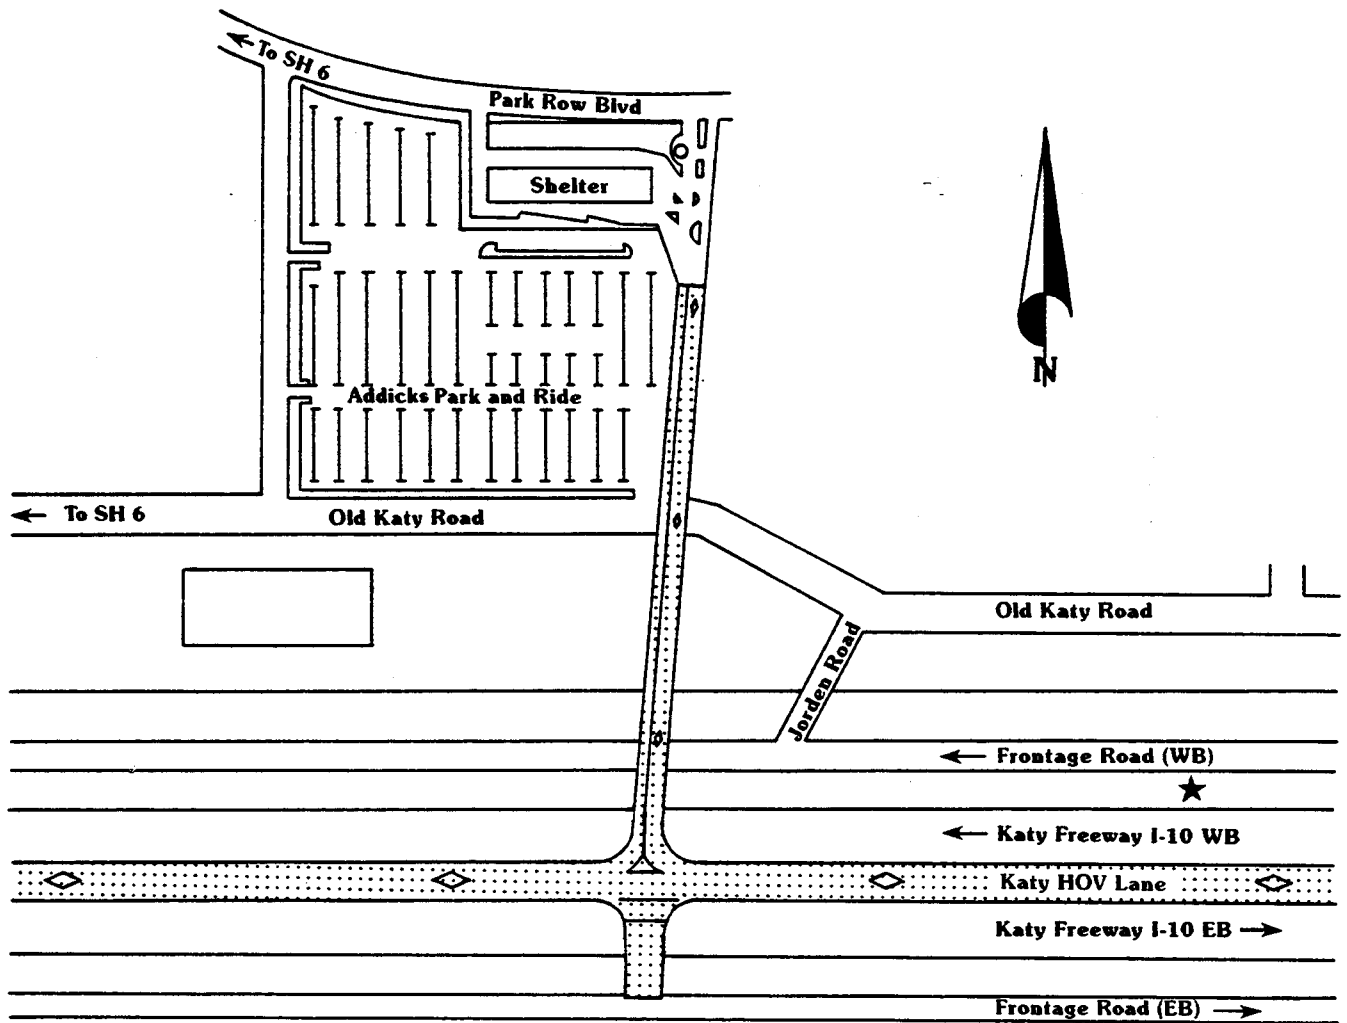 To SH 6
Park Row Blvd
Shelter
N
Addicks Park and Ride
To SH 6
Old Katy Road
Old Katy Road
Jorden Road
Frontage Road (WB)
Katy Freeway I-10 WB
Katy HOV Lane
Katy Freeway I-10 EB
Frontage Road (EB)